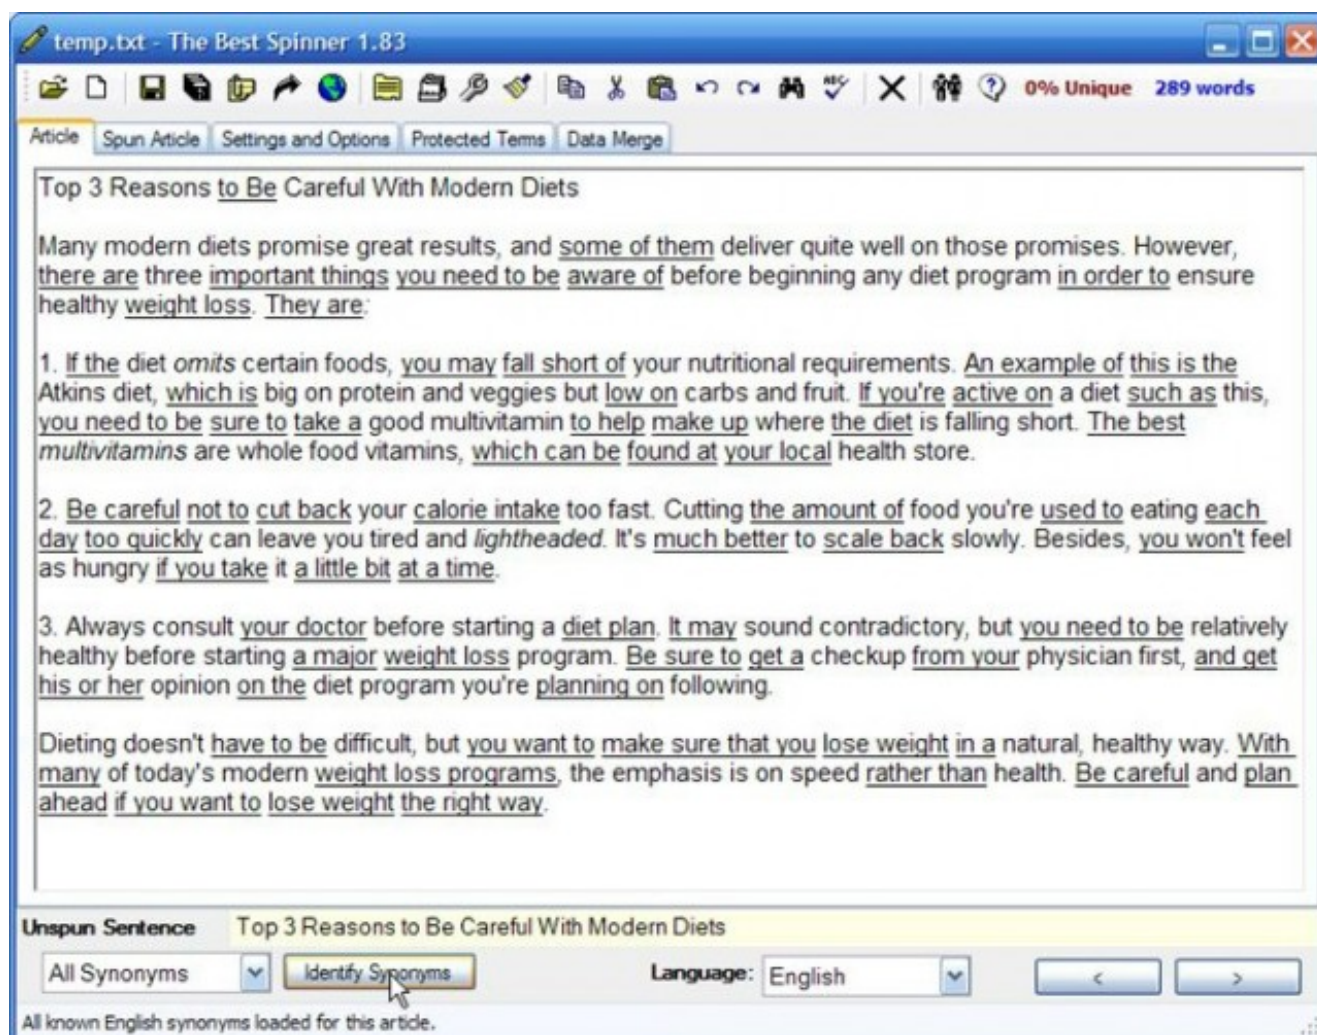 temp.txt - The Best Spinner 1.83
0% Unique 289 words
Article Spun Article Settings and Options Protected Terms Data Merge
Top 3 Reasons to Be Careful With Modern Diets
Many modern diets promise great results, and some of them deliver quite well on those promises. However,
there are three important things you need to be aware of before beginning any diet program in order to ensure
healthy weight loss. They are:
1. If the diet omits certain foods, you may fall short of your nutritional requirements. An example of this is the
Atkins diet, which is big on protein and veggies but low on carbs and fruit. If you're active on a diet such as this,
you need to be sure to take a good multivitamin to help make up where the diet is falling short. The best
multivitamins are whole food vitamins, which can be found at your local health store.
2. Be careful not to cut back your calorie intake too fast. Cutting the amount of food you're used to eating each
day too quickly can leave you tired and lightheaded. It's much better to scale back slowly. Besides, you won't feel
as hungry if you take it a little bit at a time.
3. Always consult your doctor before starting a diet plan. It may sound contradictory, but you need to be relatively
healthy before starting a major weight loss program. Be sure to get a checkup from your physician first, and get
his or her opinion on the diet program you're planning on following.
Dieting doesn't have to be difficult, but you want to make sure that you lose weight in a natural, healthy way. With
many of today's modern weight loss programs, the emphasis is on speed rather than health. Be careful and plan
ahead if you want to lose weight the right way.
Unspun Sentence Top 3 Reasons to Be Careful With Modern Diets
All Synonyms Identify Synonyms Language: English < >
All known English synonyms loaded for this article.